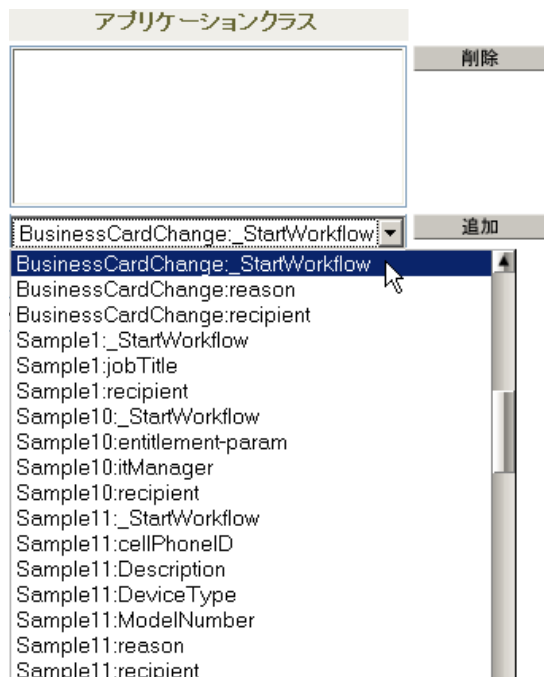 アプリケーションクラス
削除
BusinessCardChange:_StartWorkflow
追加
BusinessCardChange:_StartWorkflow
BusinessCardChange:reason
BusinessCardChange:recipient
Sample1:_StartWorkflow
Sample1:jobTitle
Sample1:recipient
Sample10:_StartWorkflow
Sample10:entitlement-param
Sample10:itManager
Sample10:recipient
Sample11:_StartWorkflow
Sample11:cellPhoneID
Sample11:Description
Sample11:DeviceType
Sample11:ModelNumber
Sample11:reason
Sample11:recipient